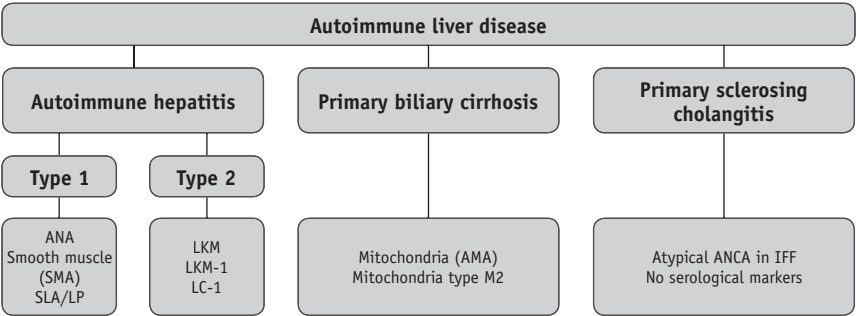 Autoimmune liver disease
Autoimmune hepatitis
Primary biliary cirrhosis
Primary sclerosing
cholangitis
Type 1
Type 2
ANA
Smooth muscle
(SMA)
SLA/LP
LKM
LKM-1
LC-1
Mitochondria (AMA)
Mitochondria type M2
Atypical ANCA in IFF
No serological markers